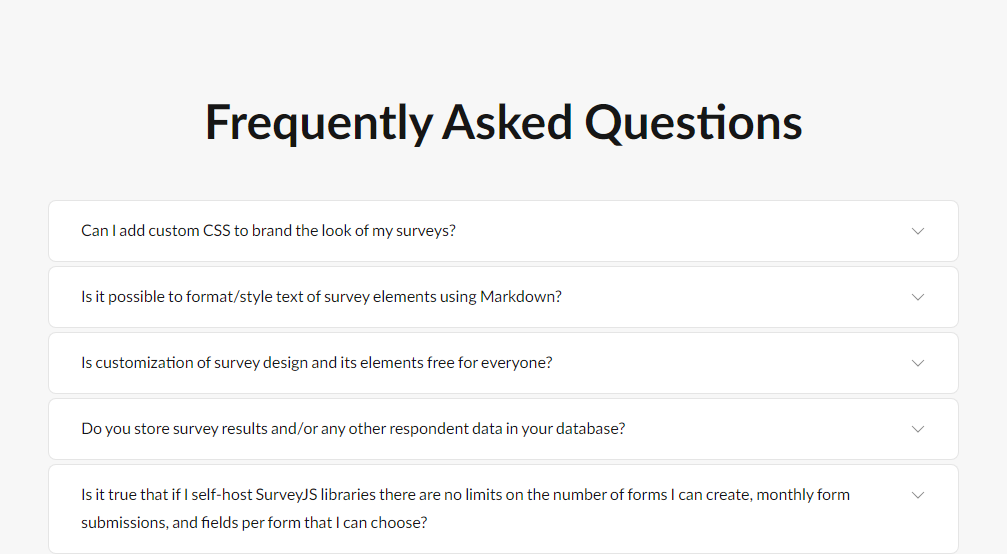 Frequently Asked Questions
Can I add custom CSS to brand the look of my surveys?
Is it possible to format/style text of survey elements using Markdown?
Is customization of survey design and its elements free for everyone?
Do you store survey results and/or any other respondent data in your database?
Is it true that if I self-host SurveyJS libraries there are no limits on the number of forms I can create, monthly form
submissions, and fields per form that I can choose?